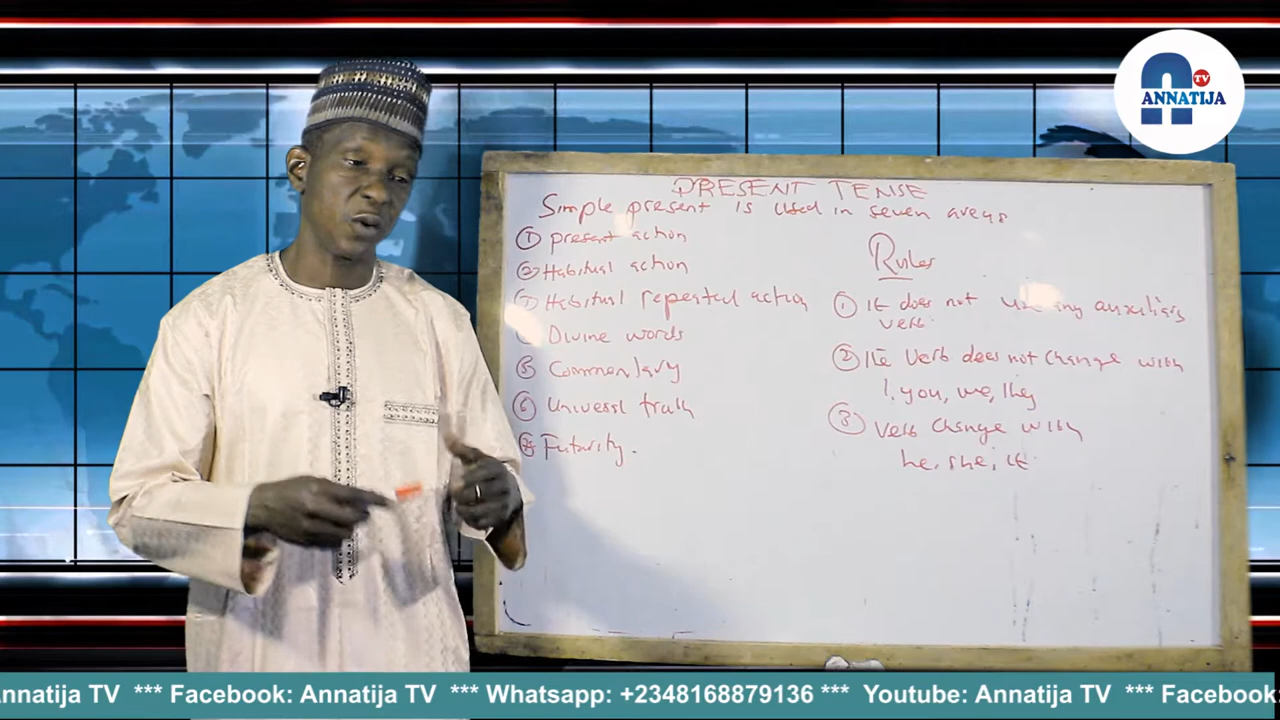 TV
ANNATIJA
PRESENT TENSE
Simple present is used in seven areas
① present action
② Habitual action
Habitual repeated action
Divine words
⑤ Commentary
⑥ Universl truth
Futurity.
Rules
① It does not use any auxiliary
verb.
② The Verb does not change with
I, you, we, they
③ Verb change with
he, she, it.
Annatija TV *** Facebook: Annatija TV *** Whatsapp: +2348168879136 *** Youtube: Annatija TV *** Facebook: